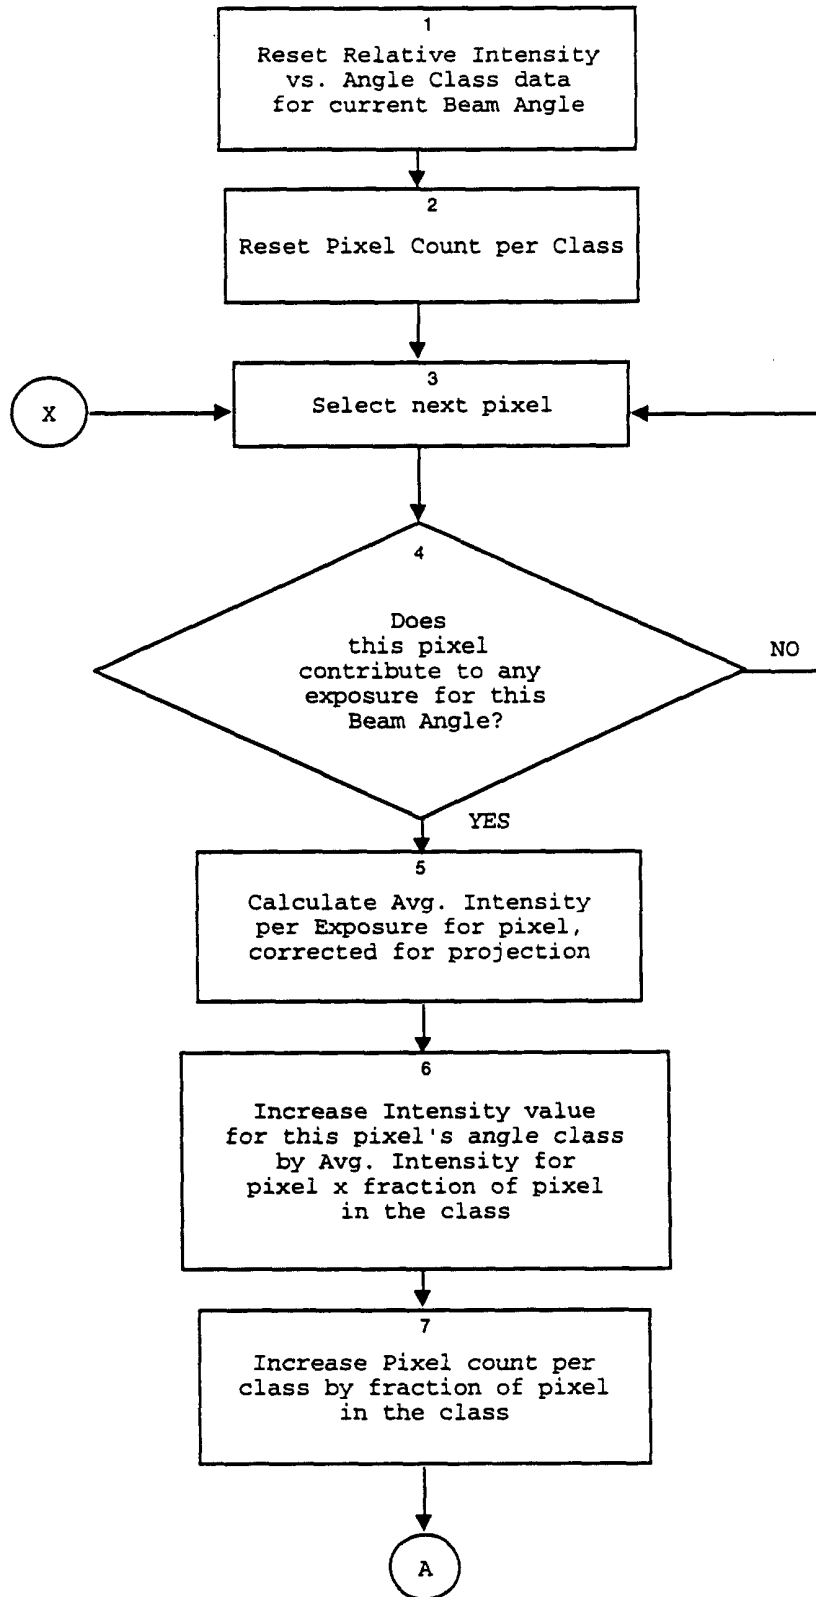 1
Reset Relative Intensity
vs. Angle Class data
for current Beam Angle
2
Reset Pixel Count per Class
3
Select next pixel
X
4
Does
this pixel
contribute to any
exposure for this
Beam Angle?
NO
YES
5
Calculate Avg. Intensity
per Exposure for pixel,
corrected for projection
6
Increase Intensity value
for this pixel's angle class
by Avg. Intensity for
pixel x fraction of pixel
in the class
7
Increase Pixel count per
class by fraction of pixel
in the class
A